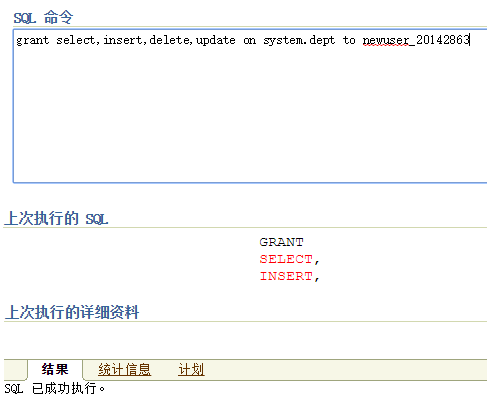 SQL 命令
grant select,insert,delete,update on system.dept to newuser_20142863
上次执行的 SQL
GRANT
SELECT,
INSERT,
上次执行的详细资料
结果 统计信息 计划
SQL 已成功执行。